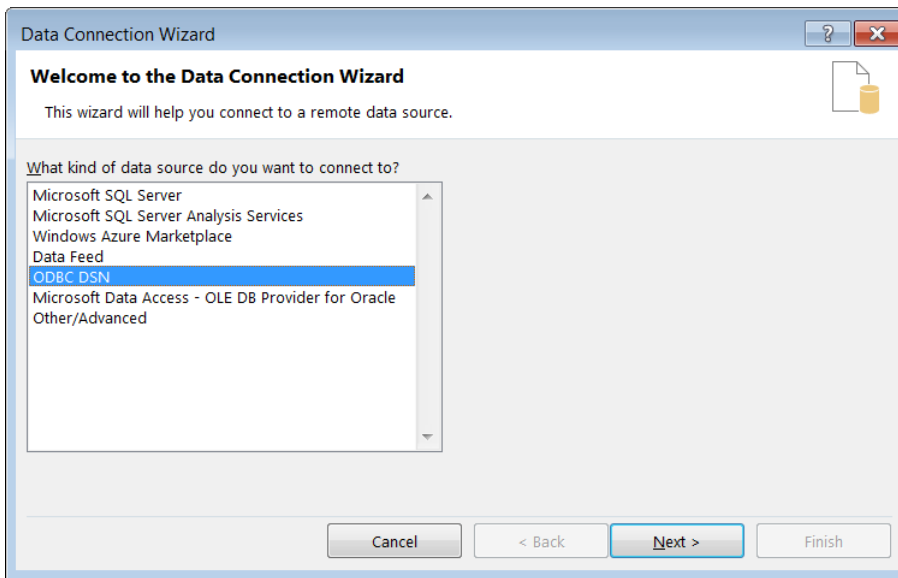 Data Connection Wizard
?
Welcome to the Data Connection Wizard
This wizard will help you connect to a remote data source.
What kind of data source do you want to connect to?
Microsoft SQL Server
Microsoft SQL Server Analysis Services
Windows Azure Marketplace
Data Feed
ODBC DSN
Microsoft Data Access - OLE DB Provider for Oracle
Other/Advanced
Cancel < Back Next > Finish